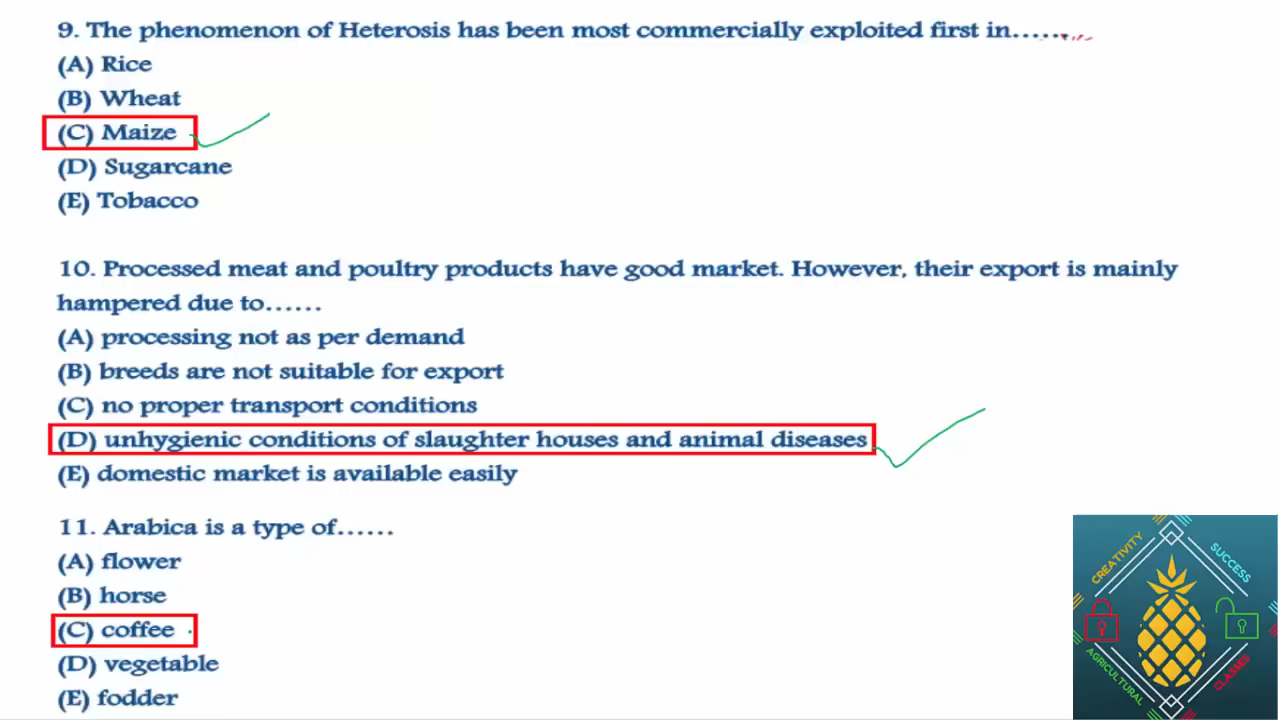 9. The phenomenon of Heterosis has been most commercially exploited first in......
(A) Rice
(B) Wheat
(C) Maize
(D) Sugarcane
(E) Tobacco
10. Processed meat and poultry products have good market. However, their export is mainly
hampered due to......
(A) processing not as per demand
(B) breeds are not suitable for export
(C) no proper transport conditions
(D) unhygienic conditions of slaughter houses and animal diseases
(E) domestic market is available easily
11. Arabica is a type of......
(A) flower
(B) horse
(C) coffee
(D) vegetable
(E) fodder
CREATIVITY
SUCCESS
AGRICULTURAL
CLASSES